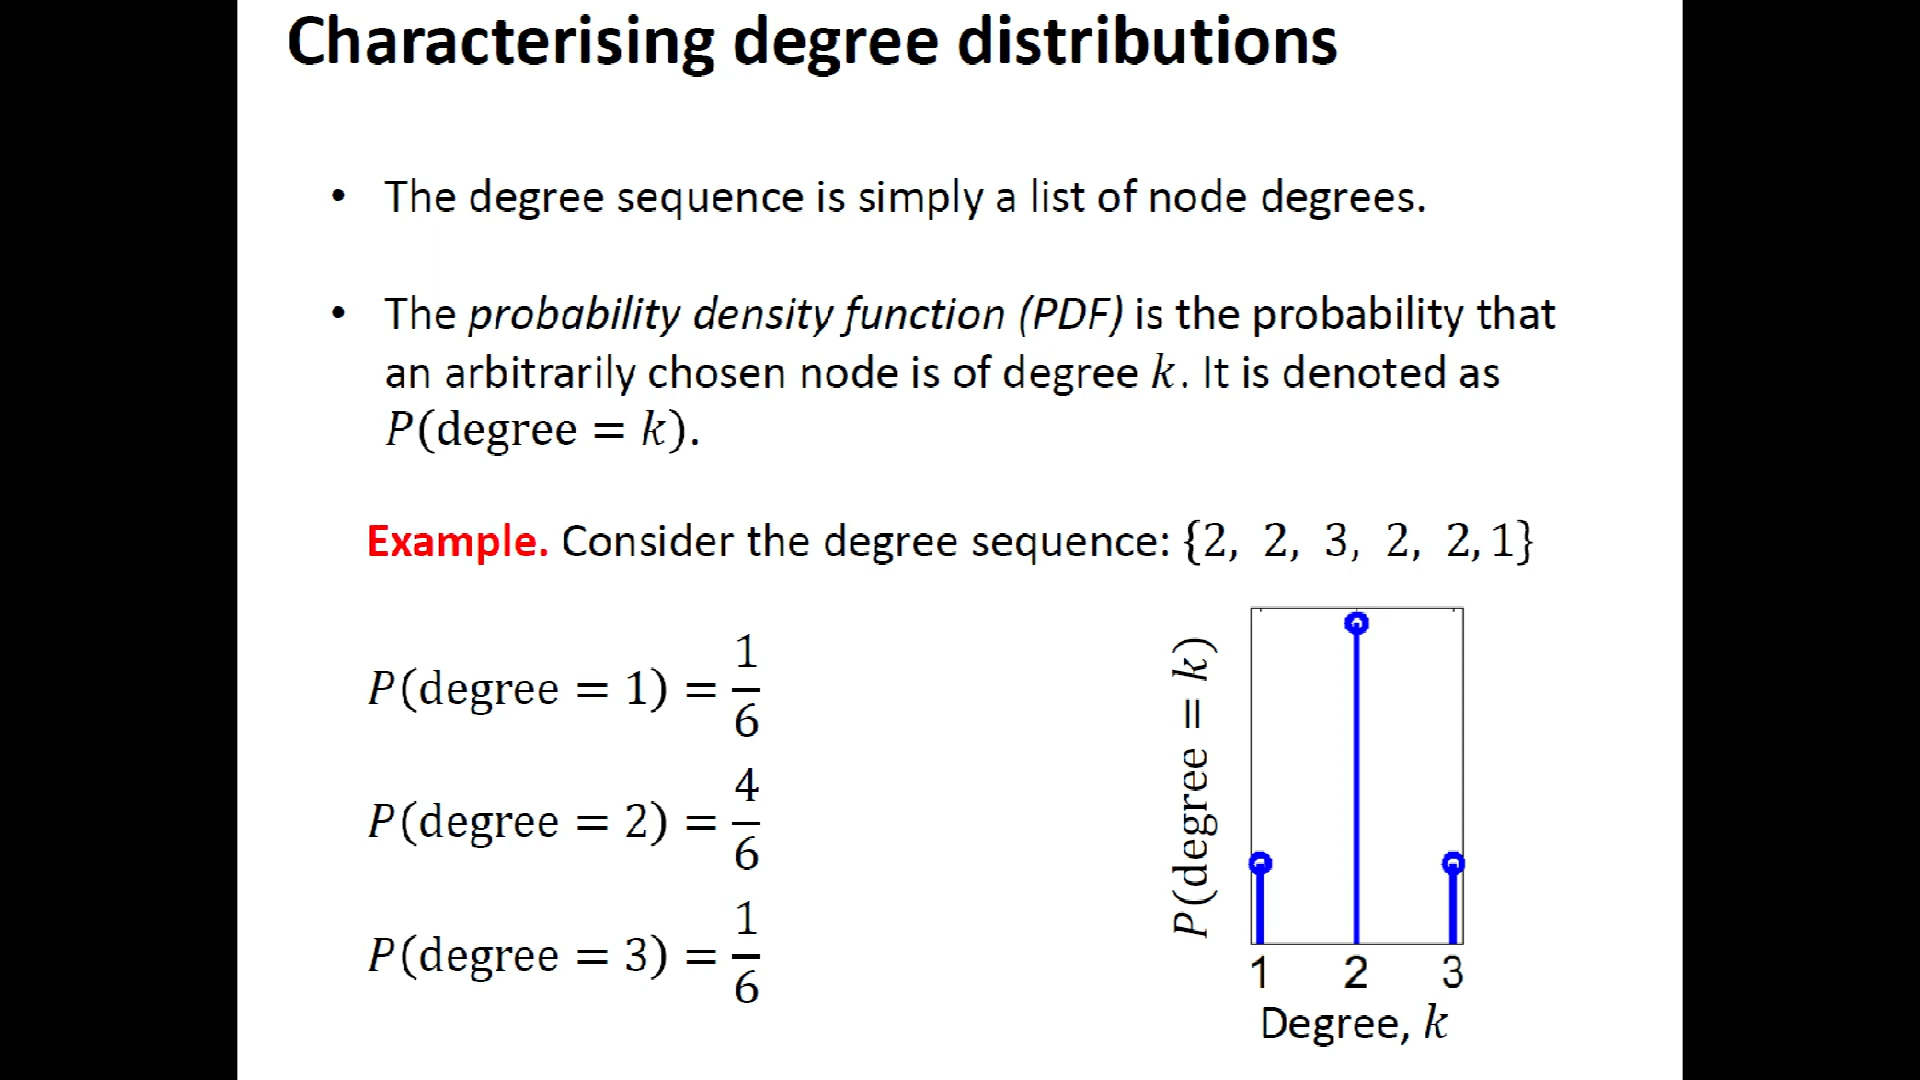 Characterising degree distributions
• The degree sequence is simply a list of node degrees.
• The probability density function (PDF) is the probability that
an arbitrarily chosen node is of degree k. It is denoted as
P(degree = k).
Example. Consider the degree sequence: {2, 2, 3, 2, 2, 1}
P(degree = 1) = 1/6
P(degree = 2) = 4/6
P(degree = 3) = 1/6
P(degree = k)
1 2 3
Degree, k